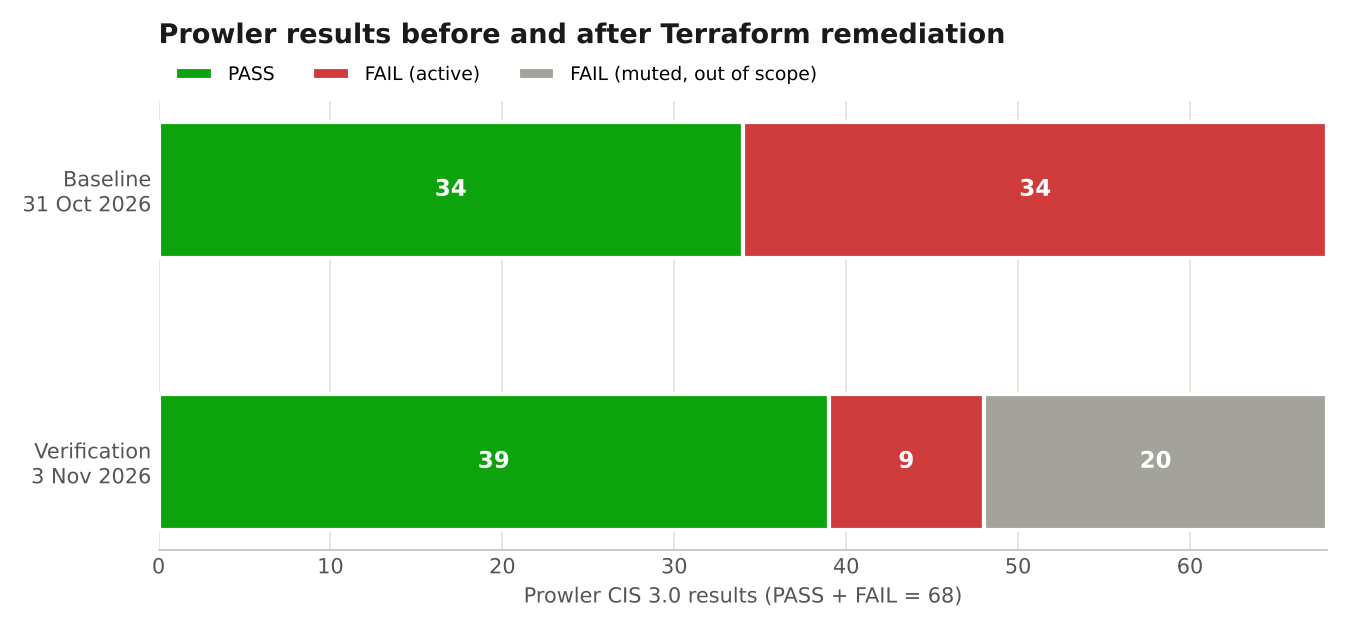 Prowler results before and after Terraform remediation
PASS FAIL (active) FAIL (muted, out of scope)
Baseline
31 Oct 2026
34 34
Verification
3 Nov 2026
39 9 20
0 10 20 30 40 50 60
Prowler CIS 3.0 results (PASS + FAIL = 68)